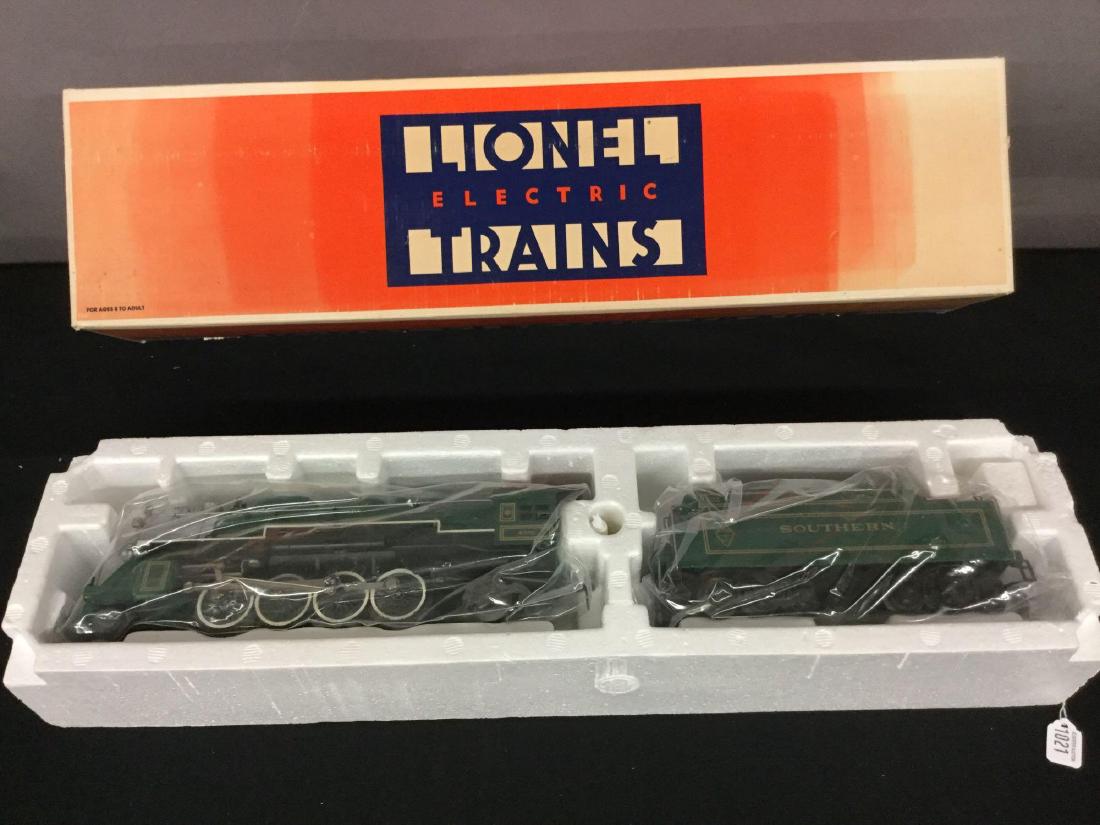 LIONEL
ELECTRIC
TRAINS
FOR AGES 8 TO ADULT
SOUTHERN
1021